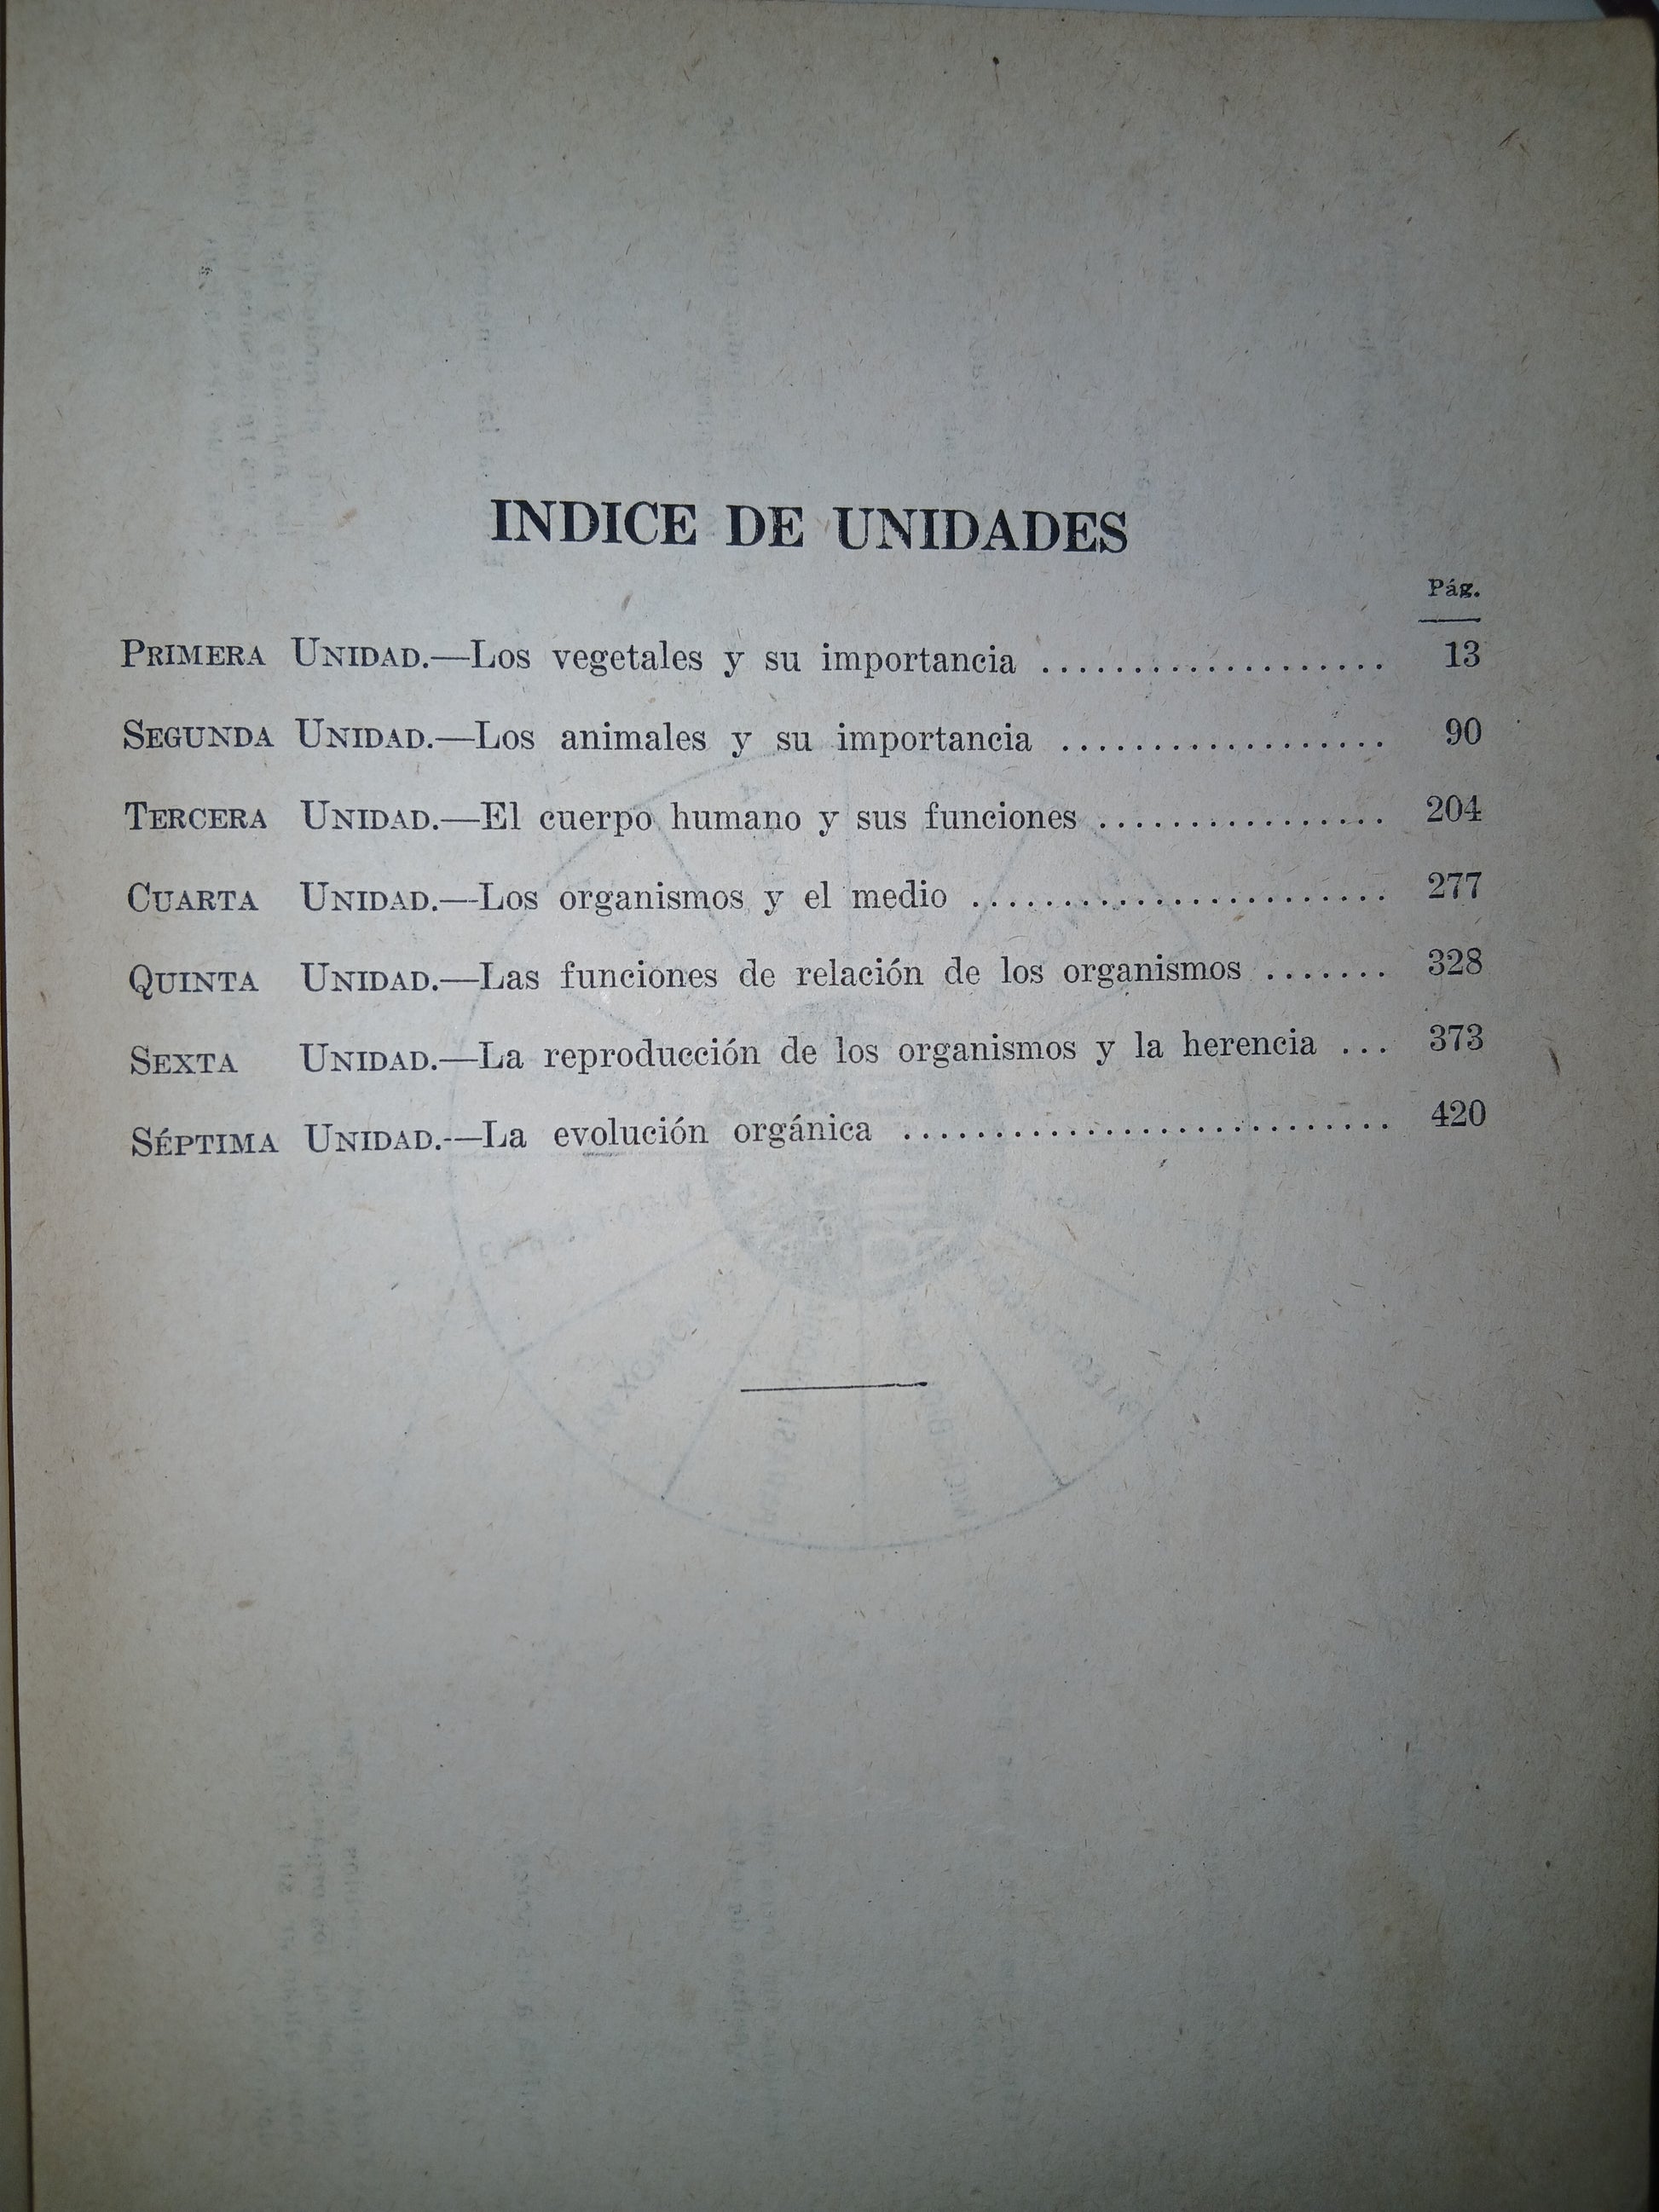 INDICE DE UNIDADES
Pág.
PRIMERA UNIDAD.—Los vegetales y su importancia ................... 13
SEGUNDA UNIDAD.—Los animales y su importancia .................. 90
TERCERA UNIDAD.—El cuerpo humano y sus funciones ................ 204
CUARTA UNIDAD.—Los organismos y el medio ....................... 277
QUINTA UNIDAD.—Las funciones de relación de los organismos ....... 328
SEXTA UNIDAD.—La reproducción de los organismos y la herencia ... 373
SÉPTIMA UNIDAD.—La evolución orgánica ........................... 420